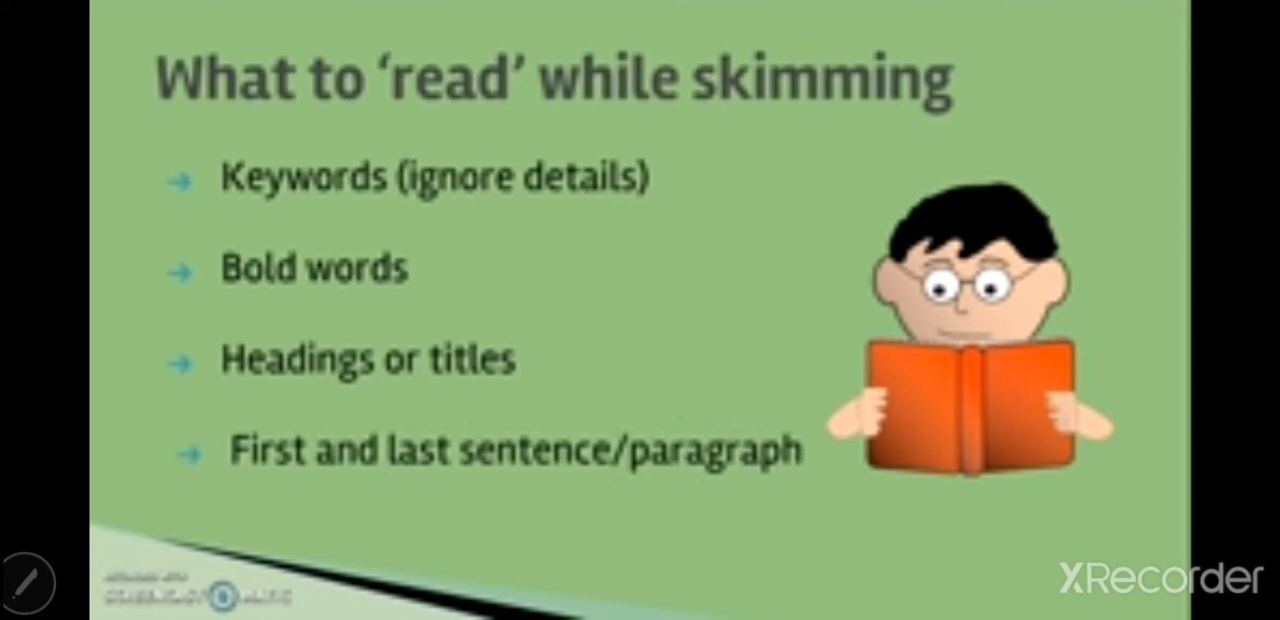 What to ‘read’ while skimming
→ Keywords (ignore details)
→ Bold words
→ Headings or titles
→ First and last sentence/paragraph
XRecorder